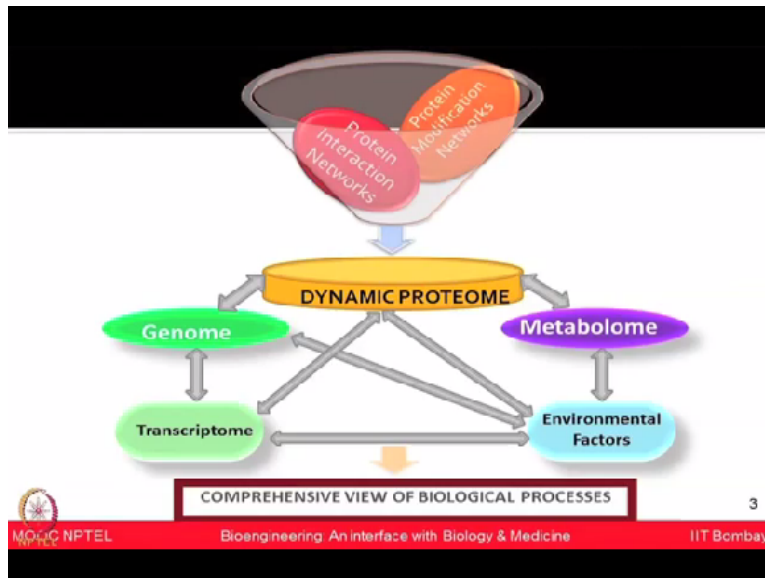 Protein
Interaction
Networks
Protein
Modification
Networks
DYNAMIC PROTEOME
Genome
Metabolome
Transcriptome
Environmental
Factors
COMPREHENSIVE VIEW OF BIOLOGICAL PROCESSES
3
NPTEL
MOOC NPTEL
Bioengineering: An interface with Biology & Medicine
IIT Bombay